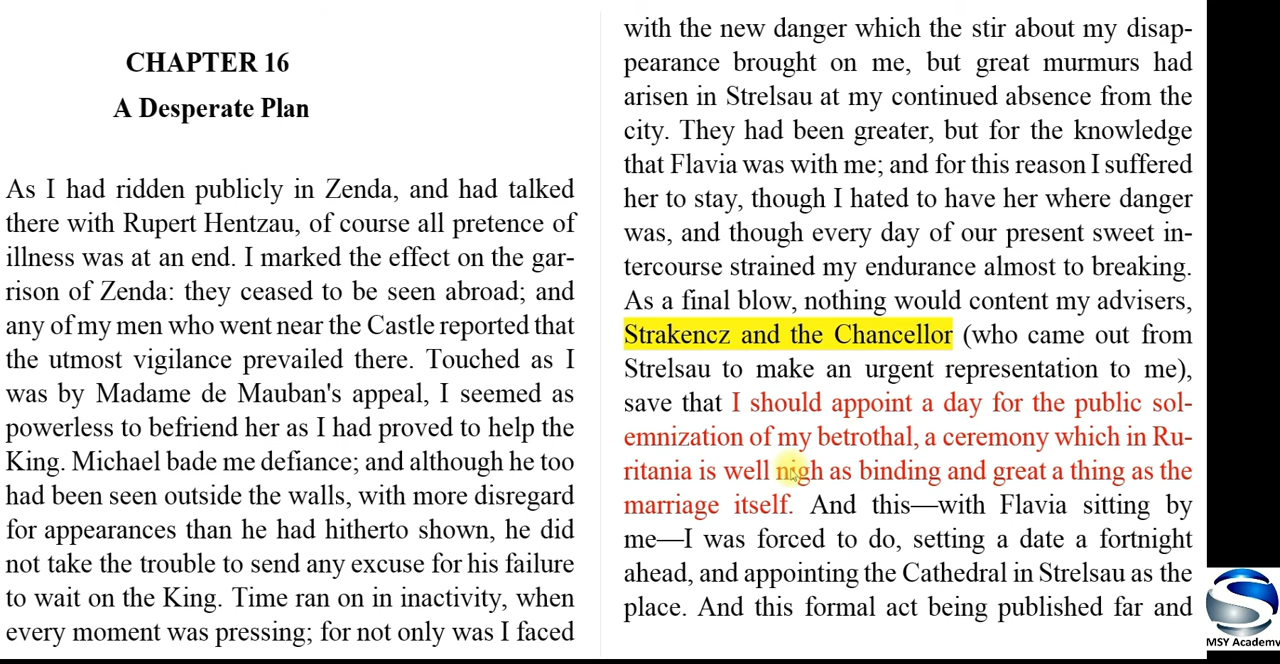 CHAPTER 16
A Desperate Plan
As I had ridden publicly in Zenda, and had talked
there with Rupert Hentzau, of course all pretence of
illness was at an end. I marked the effect on the gar-
rison of Zenda: they ceased to be seen abroad; and
any of my men who went near the Castle reported that
the utmost vigilance prevailed there. Touched as I
was by Madame de Mauban's appeal, I seemed as
powerless to befriend her as I had proved to help the
King. Michael bade me defiance; and although he too
had been seen outside the walls, with more disregard
for appearances than he had hitherto shown, he did
not take the trouble to send any excuse for his failure
to wait on the King. Time ran on in inactivity, when
every moment was pressing; for not only was I faced
with the new danger which the stir about my disap-
pearance brought on me, but great murmurs had
arisen in Strelsau at my continued absence from the
city. They had been greater, but for the knowledge
that Flavia was with me; and for this reason I suffered
her to stay, though I hated to have her where danger
was, and though every day of our present sweet in-
tercourse strained my endurance almost to breaking.
As a final blow, nothing would content my advisers,
Strakencz and the Chancellor (who came out from
Strelsau to make an urgent representation to me),
save that I should appoint a day for the public sol-
emnization of my betrothal, a ceremony which in Ru-
ritania is well nigh as binding and great a thing as the
marriage itself. And this—with Flavia sitting by
me—I was forced to do, setting a date a fortnight
ahead, and appointing the Cathedral in Strelsau as the
place. And this formal act being published far and
MSY Academy